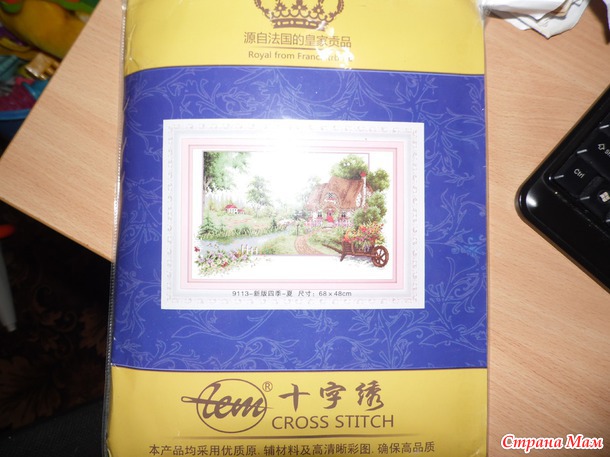 源自法国的皇家贡品
Royal from France
9113-新版四季-夏 尺寸：68×48cm
tem®
十字绣
CROSS STITCH
本产品均采用优质原、辅材料及高清晰彩图，确保高品质
Ctrl
Страна Мам